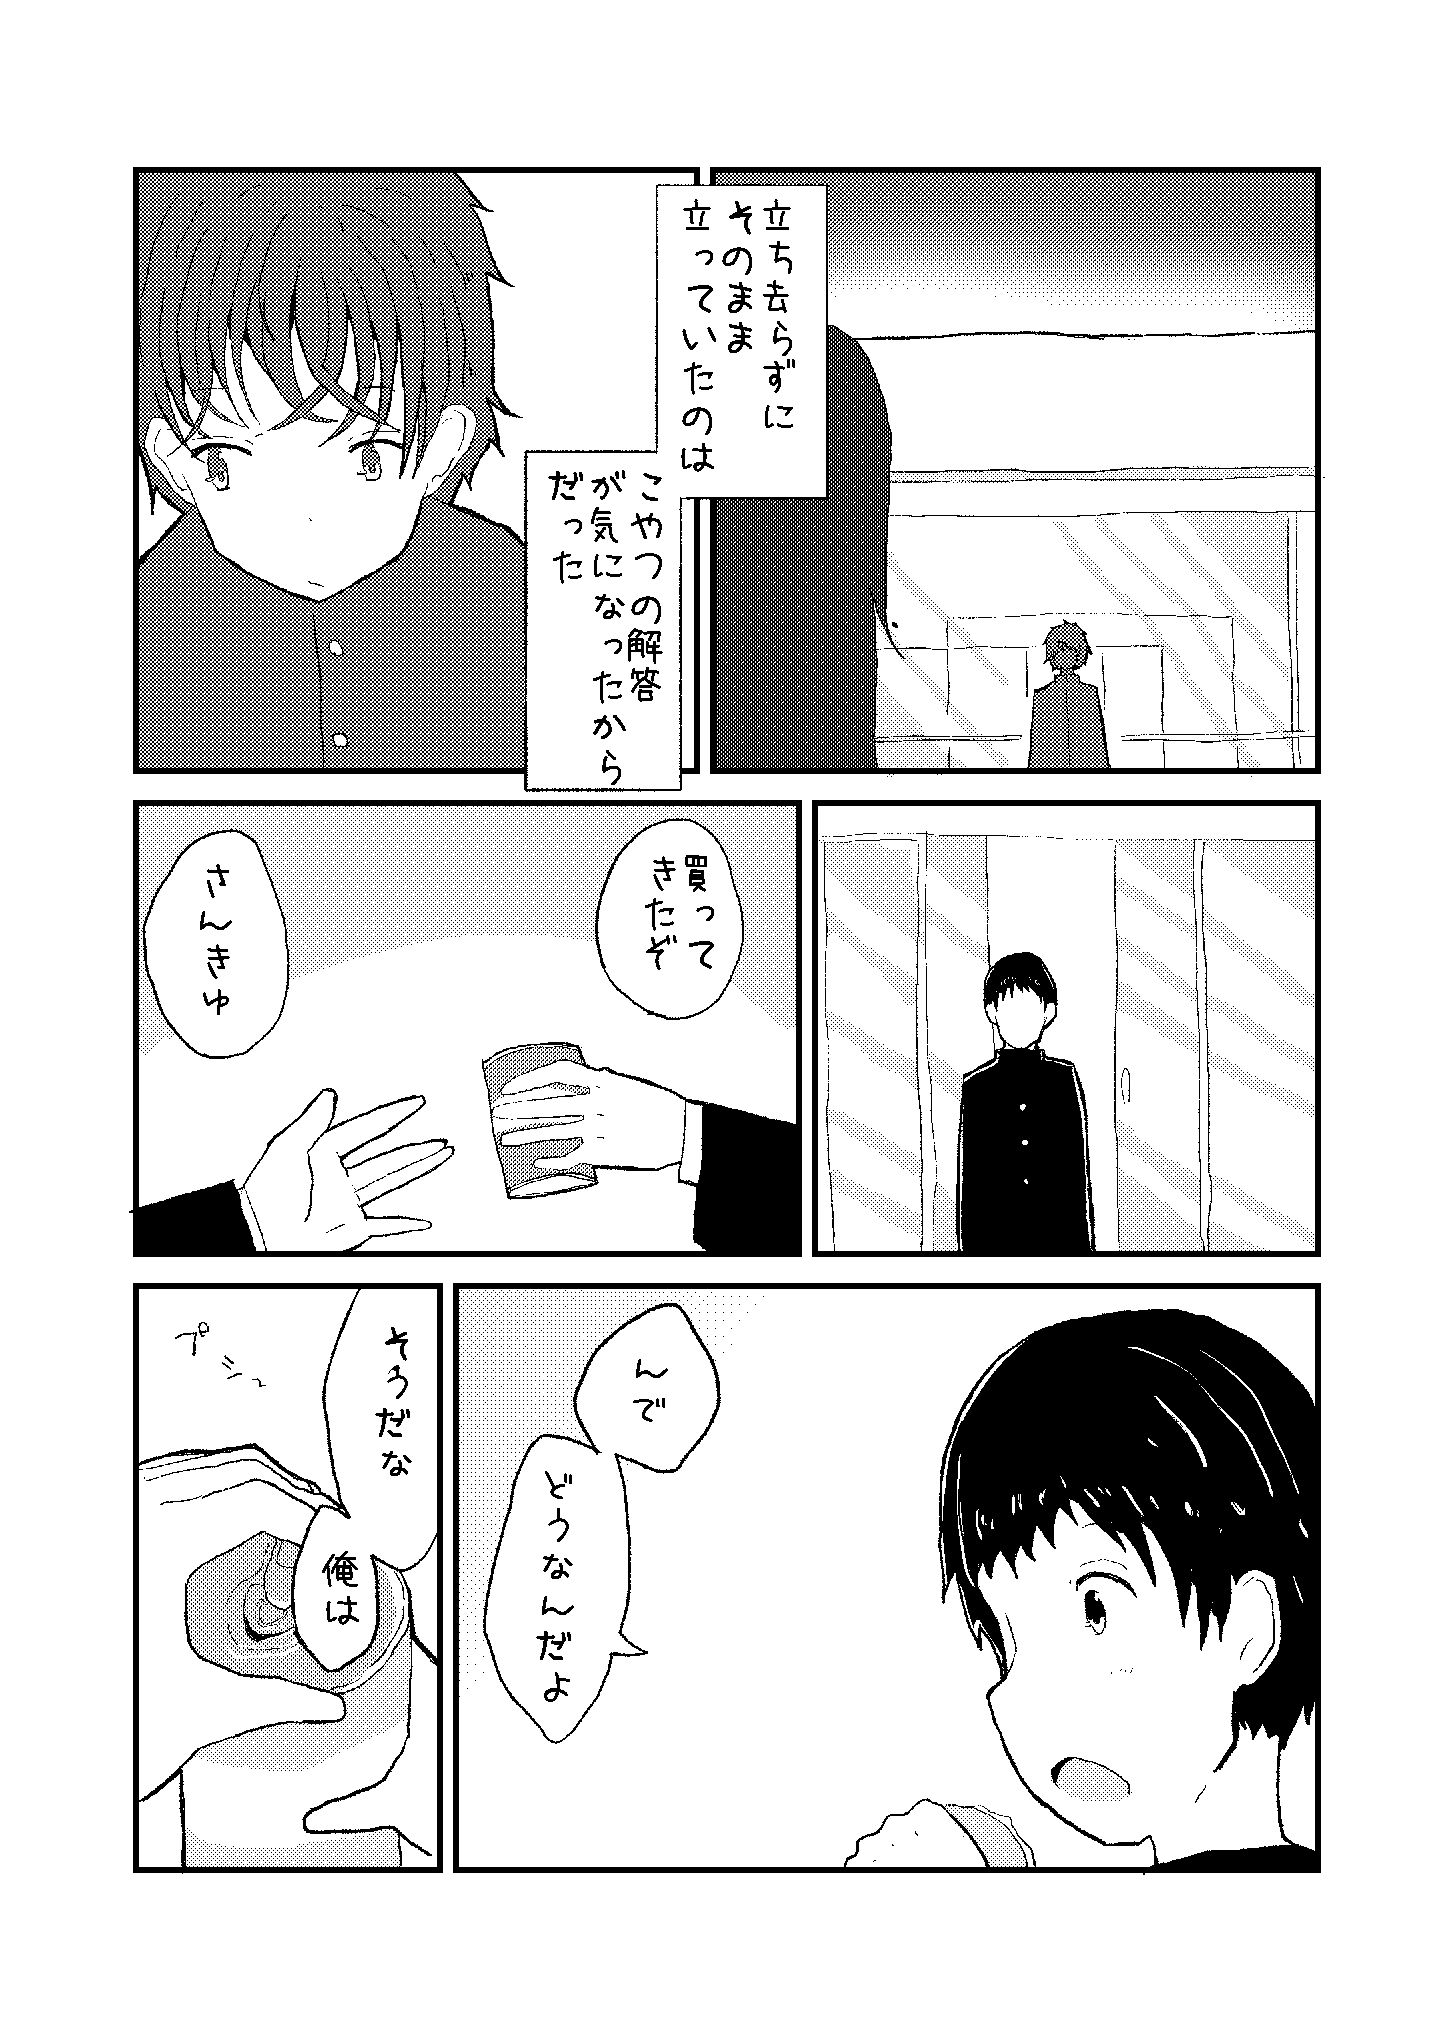 立ち去らずに
そのまま
立っていたのは
こやつの解答
が気になったから
だった
買って
きたぞ
さんきゅ
んで
どうなんだよ
そうだな
俺は
プシッ